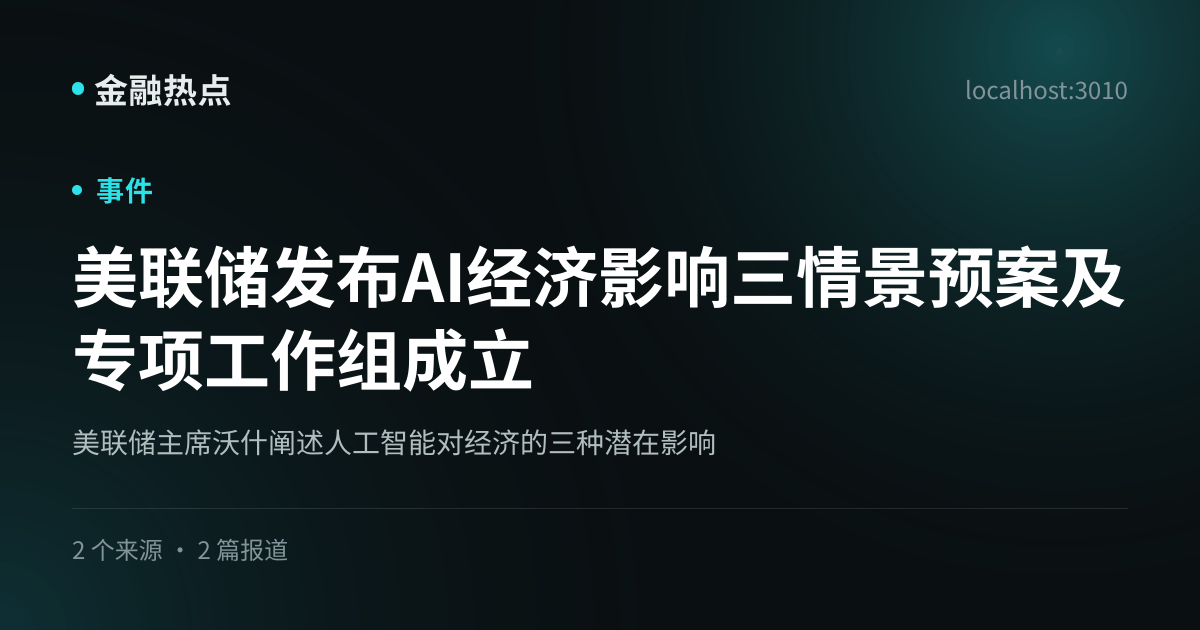 金融热点
localhost:3010
事件
美联储发布AI经济影响三情景预案及
专项工作组成立
美联储主席沃什阐述人工智能对经济的三种潜在影响
2 个来源 · 2 篇报道